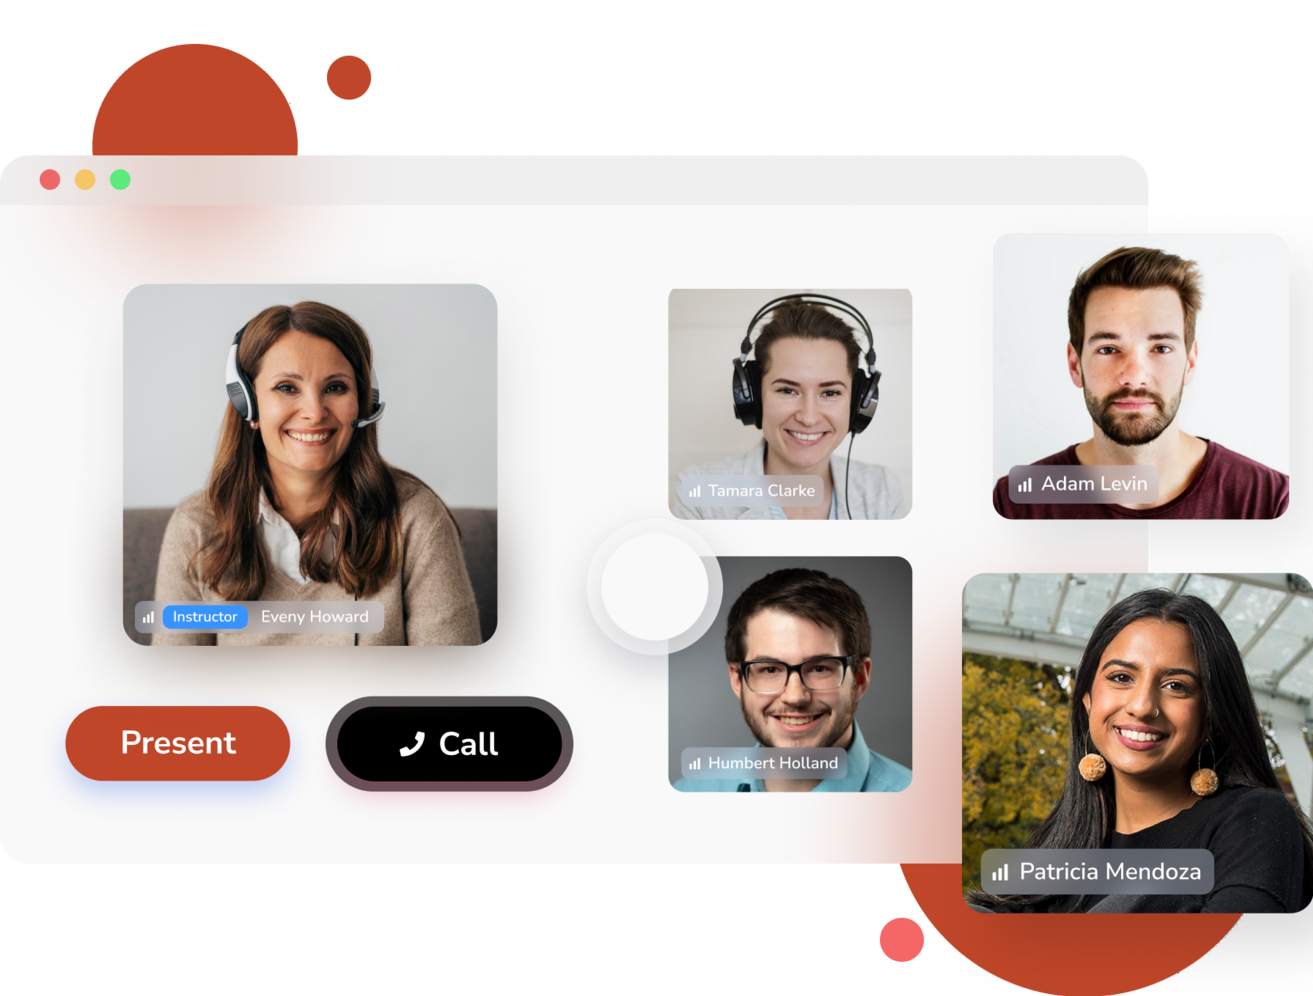 Tamara Clarke
Adam Levin
Instructor Eveny Howard
Present
Call
Humbert Holland
Patricia Mendoza